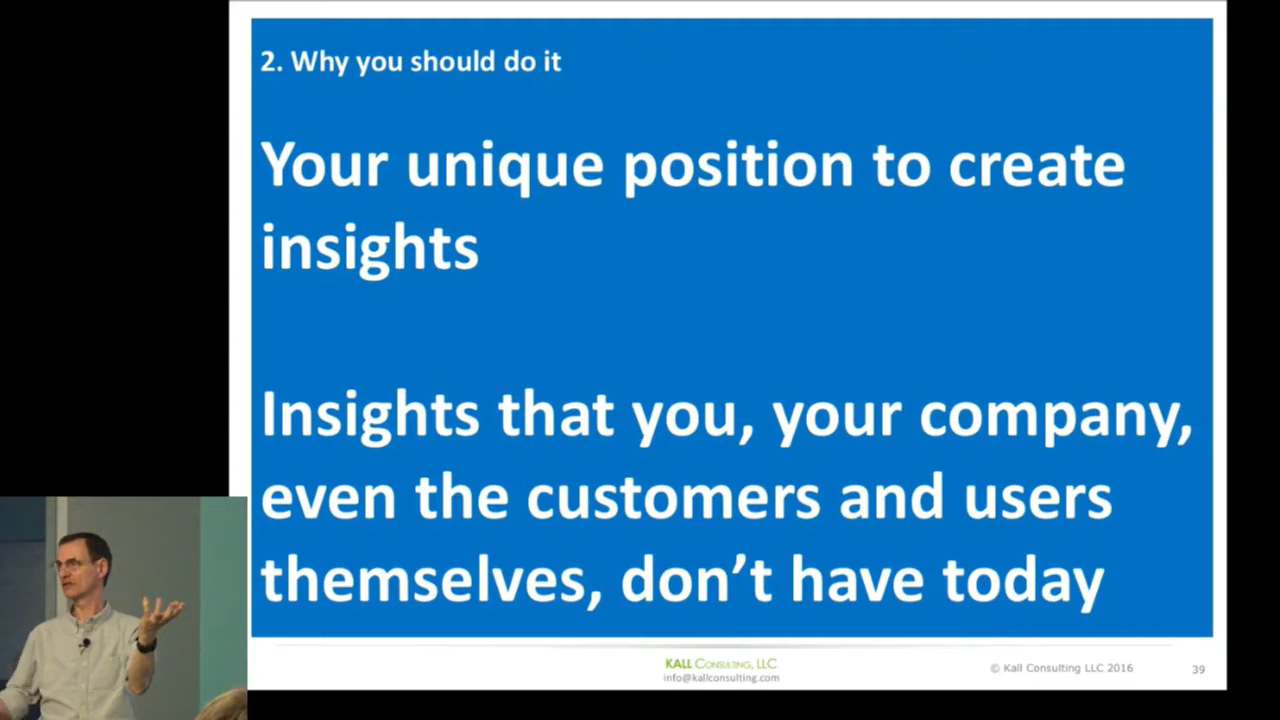 2. Why you should do it
Your unique position to create
insights
Insights that you, your company,
even the customers and users
themselves, don’t have today
KALL CONSULTING, LLC
info@kallconsulting.com
© Kall Consulting LLC 2016
39